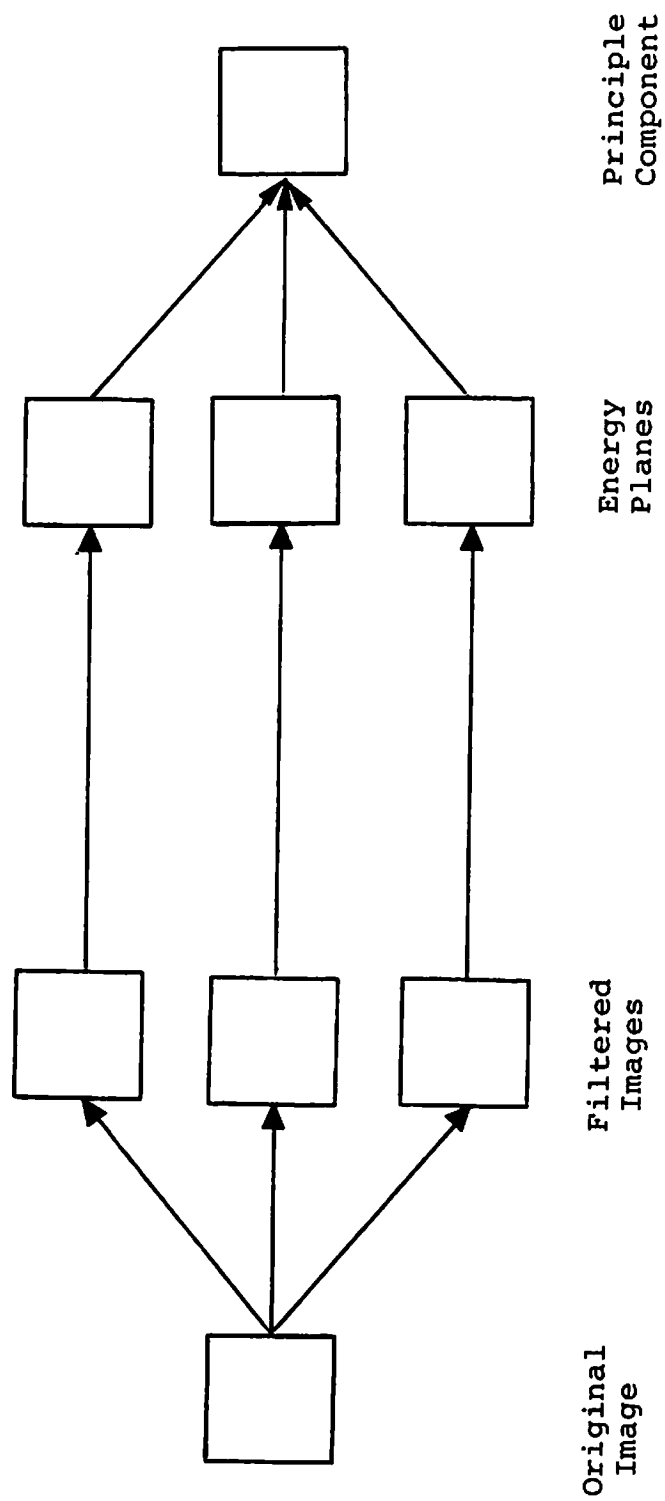 Original
Image
Filtered
Images
Energy
Planes
Principle
Component